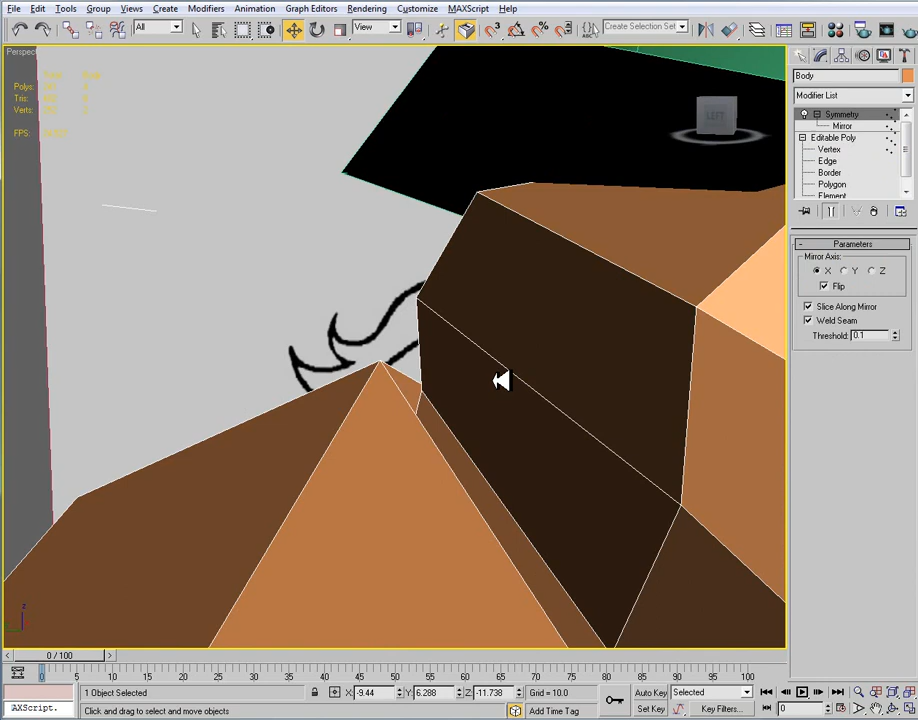 File Edit Tools Group Views Create Modifiers Animation Graph Editors Rendering Customize MAXScript Help
All View 3 Create Selection Set
Perspect
Polys:
Tris:
Verts:
FPS:
LEFT
Body
Modifier List
Symmetry
Mirror
Editable Poly
Vertex
Edge
Border
Polygon
Element
- Parameters
Mirror Axis:
X Y Z
Flip
Slice Along Mirror
Weld Seam
Threshold: 0.1
z
0 / 100
0 5 10 15 20 25 30 35 40 45 50 55 60 65 70 75 80 85 90 95 100
1 Object Selected X: -9.44 Y: 6.288 Z: -11.738 Grid = 10.0 Auto Key Selected
'AXScript. Click and drag to select and move objects Add Time Tag Set Key Key Filters... 0